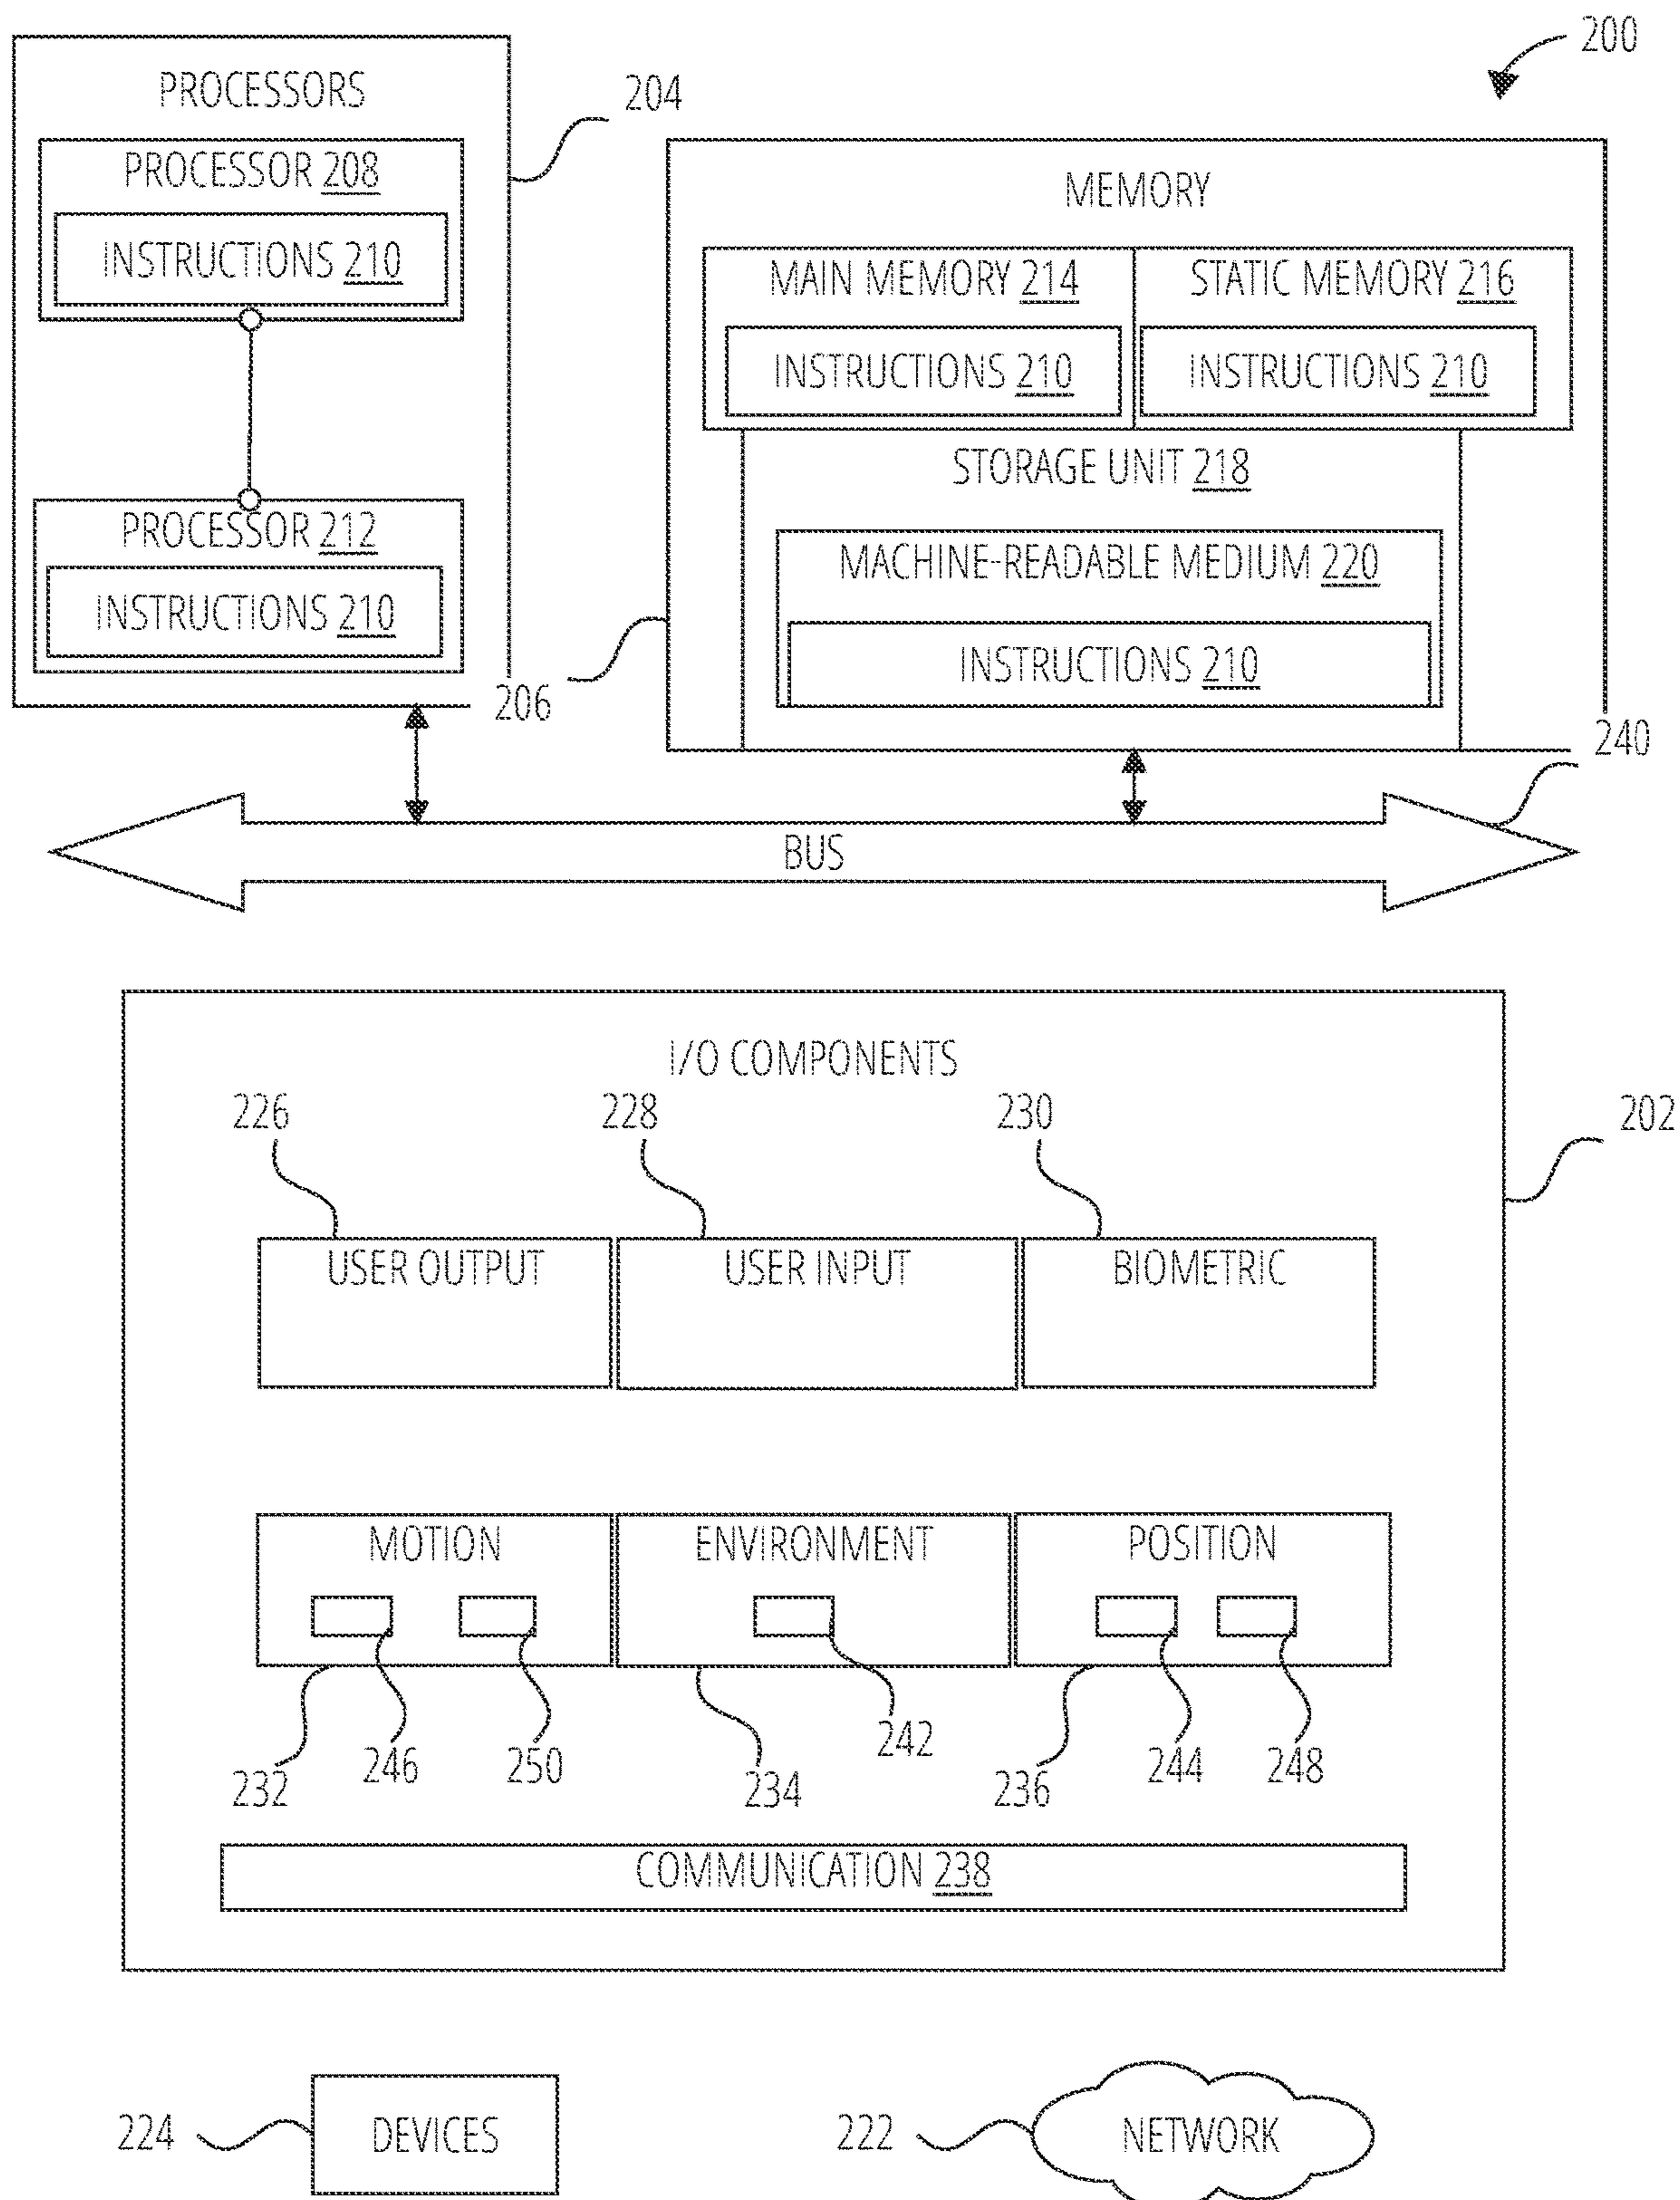 200
PROCESSORS
204
PROCESSOR 208
INSTRUCTIONS 210
PROCESSOR 212
INSTRUCTIONS 210
MEMORY
MAIN MEMORY 214
STATIC MEMORY 216
INSTRUCTIONS 210
INSTRUCTIONS 210
STORAGE UNIT 218
MACHINE-READABLE MEDIUM 220
INSTRUCTIONS 210
206
240
BUS
I/O COMPONENTS
226
228
230
202
USER OUTPUT
USER INPUT
BIOMETRIC
MOTION
ENVIRONMENT
POSITION
232
246
250
234
242
236
244
248
COMMUNICATION 238
224
DEVICES
222
NETWORK